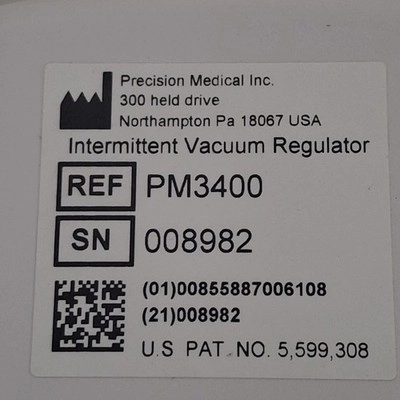 Precision Medical Inc.
300 held drive
Northampton Pa 18067 USA
Intermittent Vacuum Regulator
REF PM3400
SN 008982
(01)00855887006108
(21)008982
U.S PAT. NO. 5,599,308